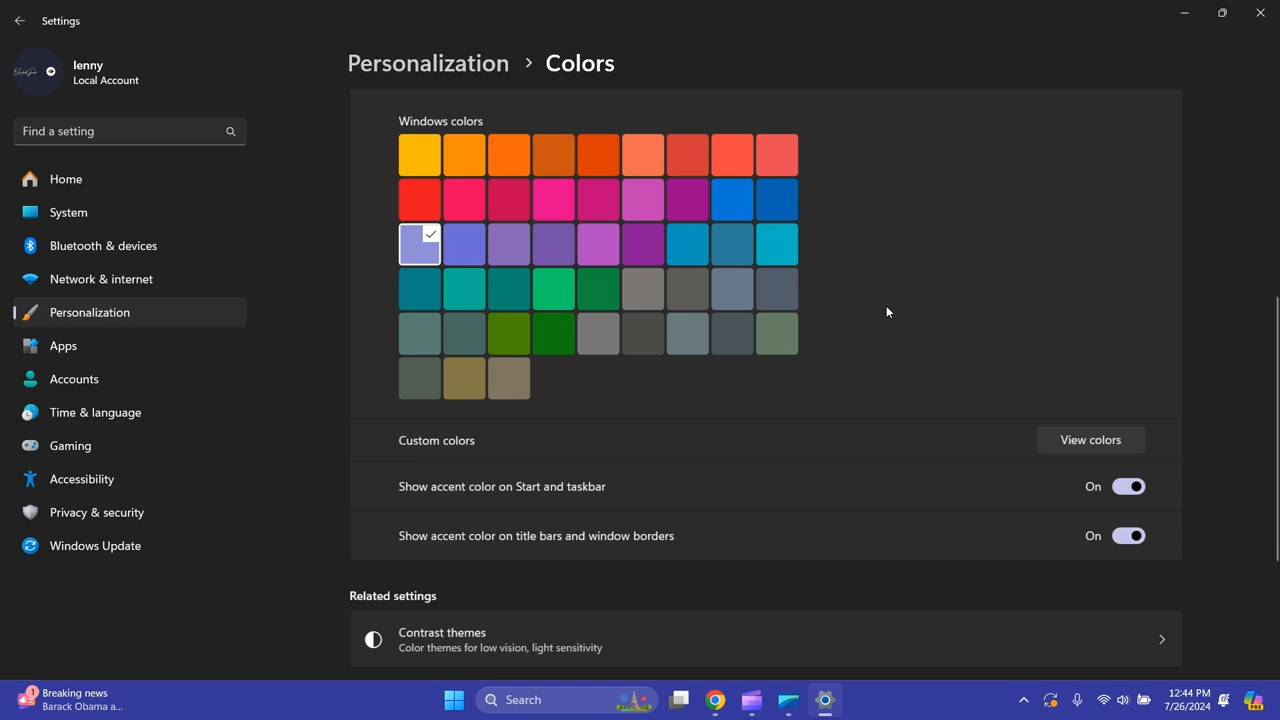 Settings
lenny
Local Account
Find a setting
Home
System
Bluetooth & devices
Network & internet
Personalization
Apps
Accounts
Time & language
Gaming
Accessibility
Privacy & security
Windows Update
Personalization > Colors
Windows colors
Custom colors
View colors
Show accent color on Start and taskbar
On
Show accent color on title bars and window borders
On
Related settings
Contrast themes
Color themes for low vision, light sensitivity
1
Breaking news
Barack Obama a...
Search
12:44 PM
7/26/2024
PRE